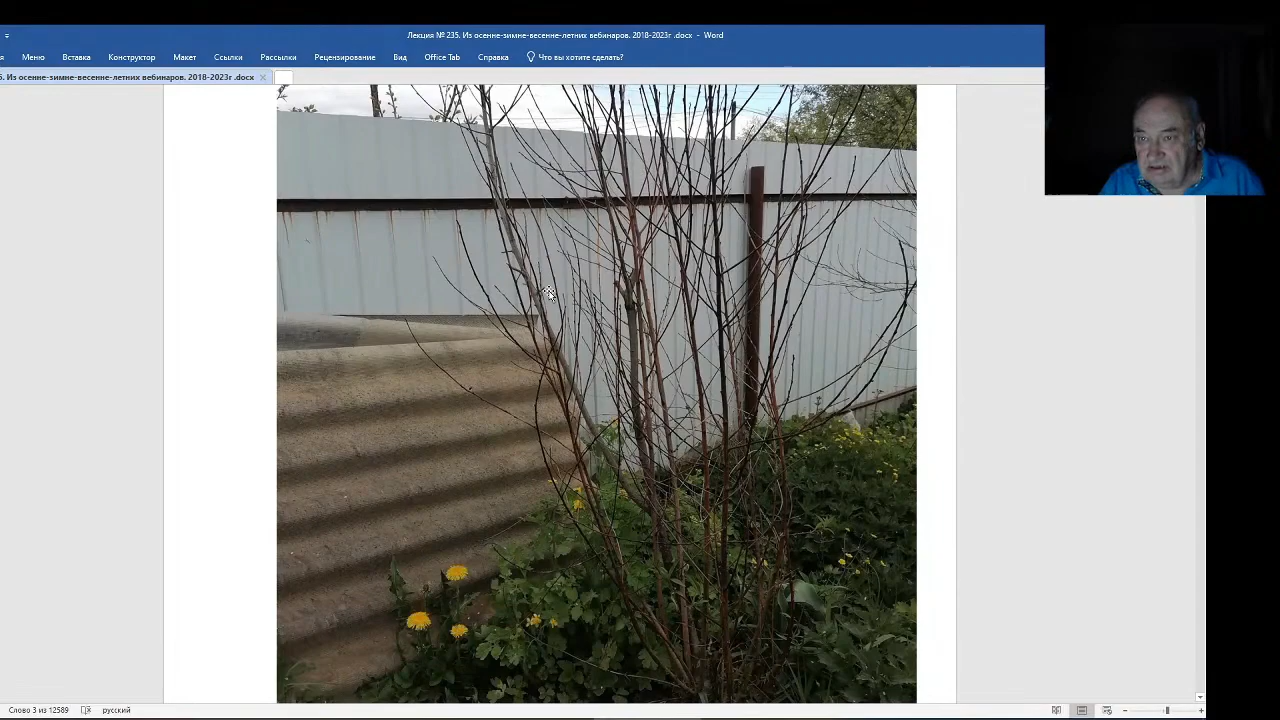 Лекция № 235. Из осенне-зимне-весенне-летних вебинаров. 2018-2023г .docx - Word
Меню Вставка Конструктор Макет Ссылки Рассылки Рецензирование Вид Office Tab Справка Что вы хотите сделать?
Из осенне-зимне-весенне-летних вебинаров. 2018-2023г .docx
Слово 3 из 12589 русский